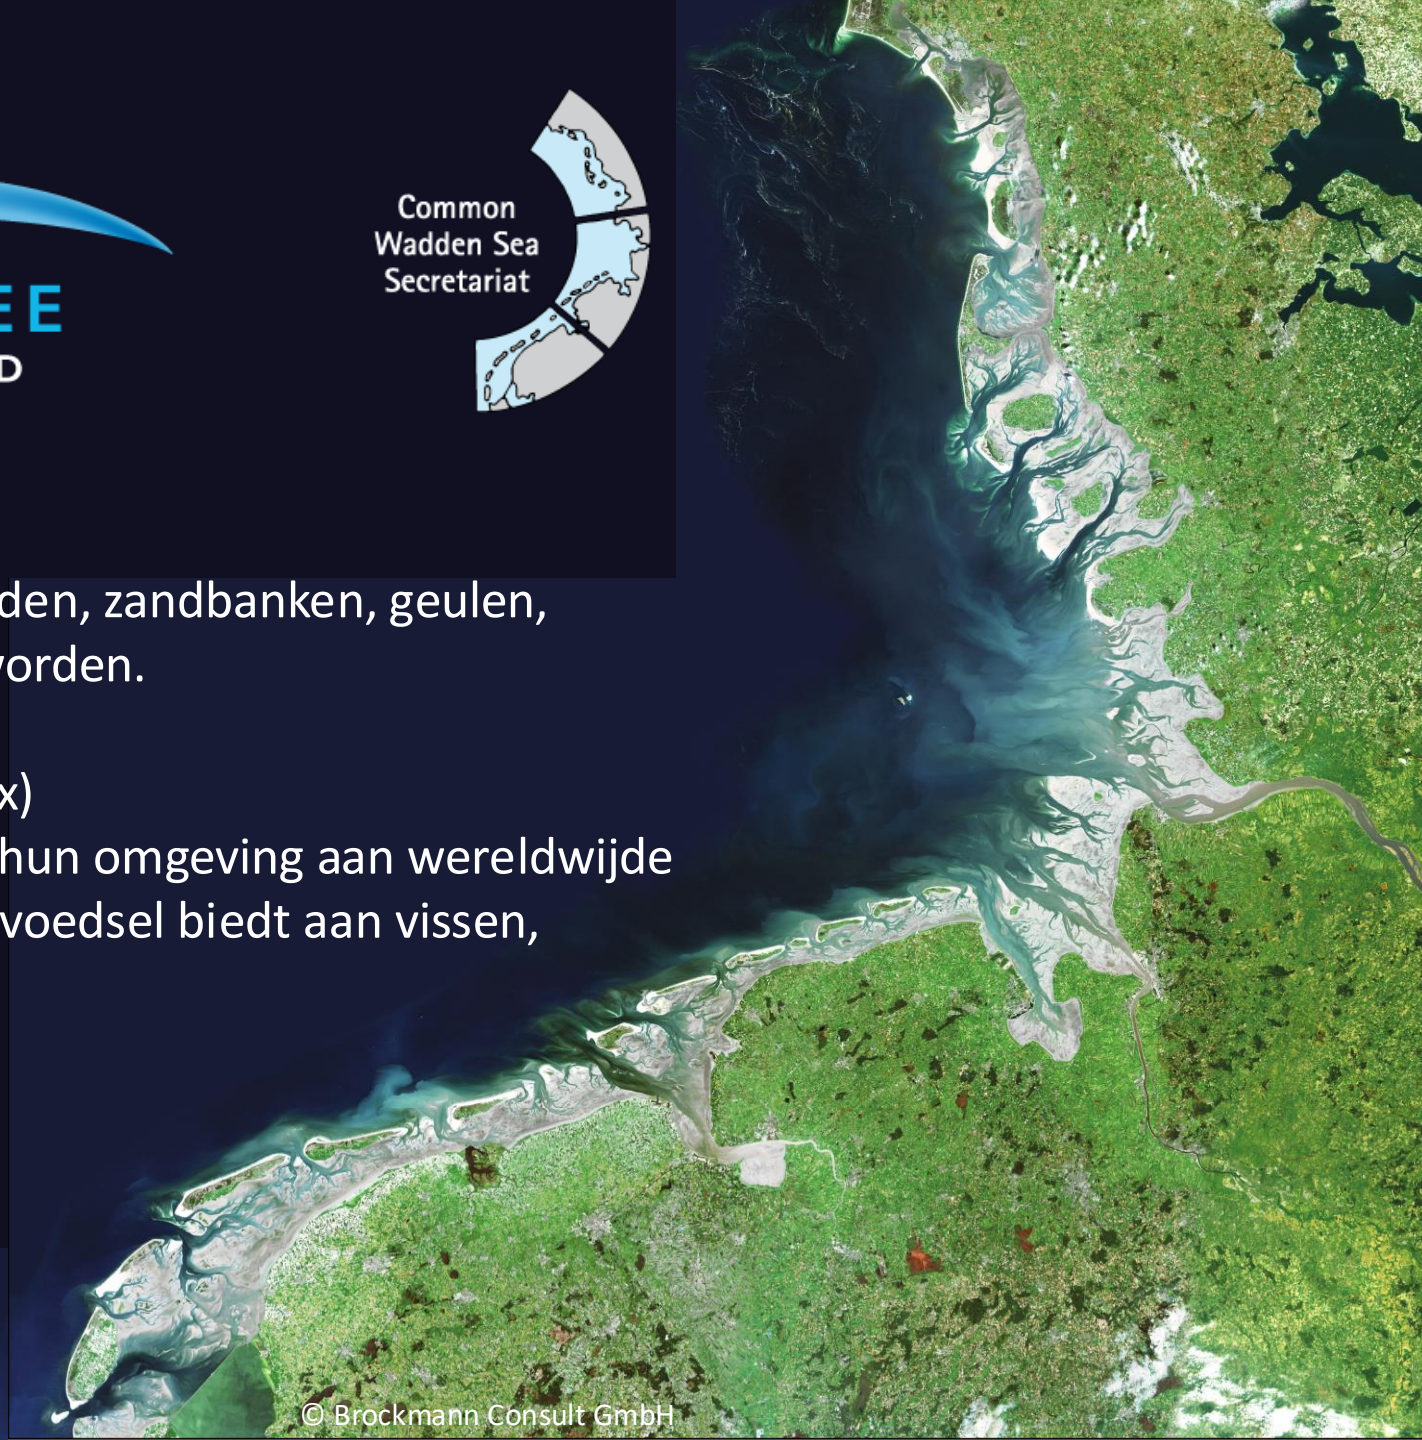 Common
Wadden Sea
Secretariat
EE
D
den, zandbanken, geulen,
vorden.
x)
hun omgeving aan wereldwijde
voedsel biedt aan vissen,
© Brockmann Consult GmbH